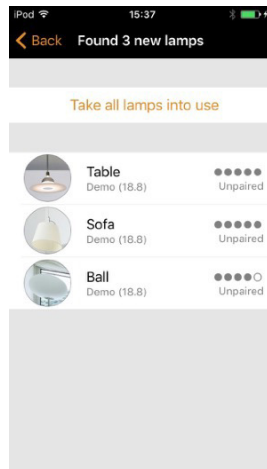 iPod 15:37
Back Found 3 new lamps
Take all lamps into use
Table
Demo (18.8)
Unpaired
Sofa
Demo (18.8)
Unpaired
Ball
Demo (18.8)
Unpaired